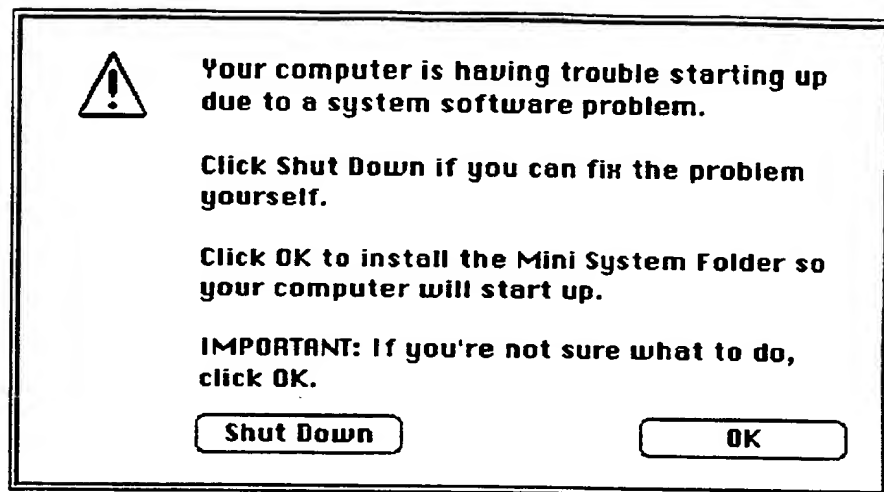 Your computer is having trouble starting up
due to a system software problem.
Click Shut Down if you can fix the problem
yourself.
Click OK to install the Mini System Folder so
your computer will start up.
IMPORTANT: If you're not sure what to do,
click OK.
Shut Down OK